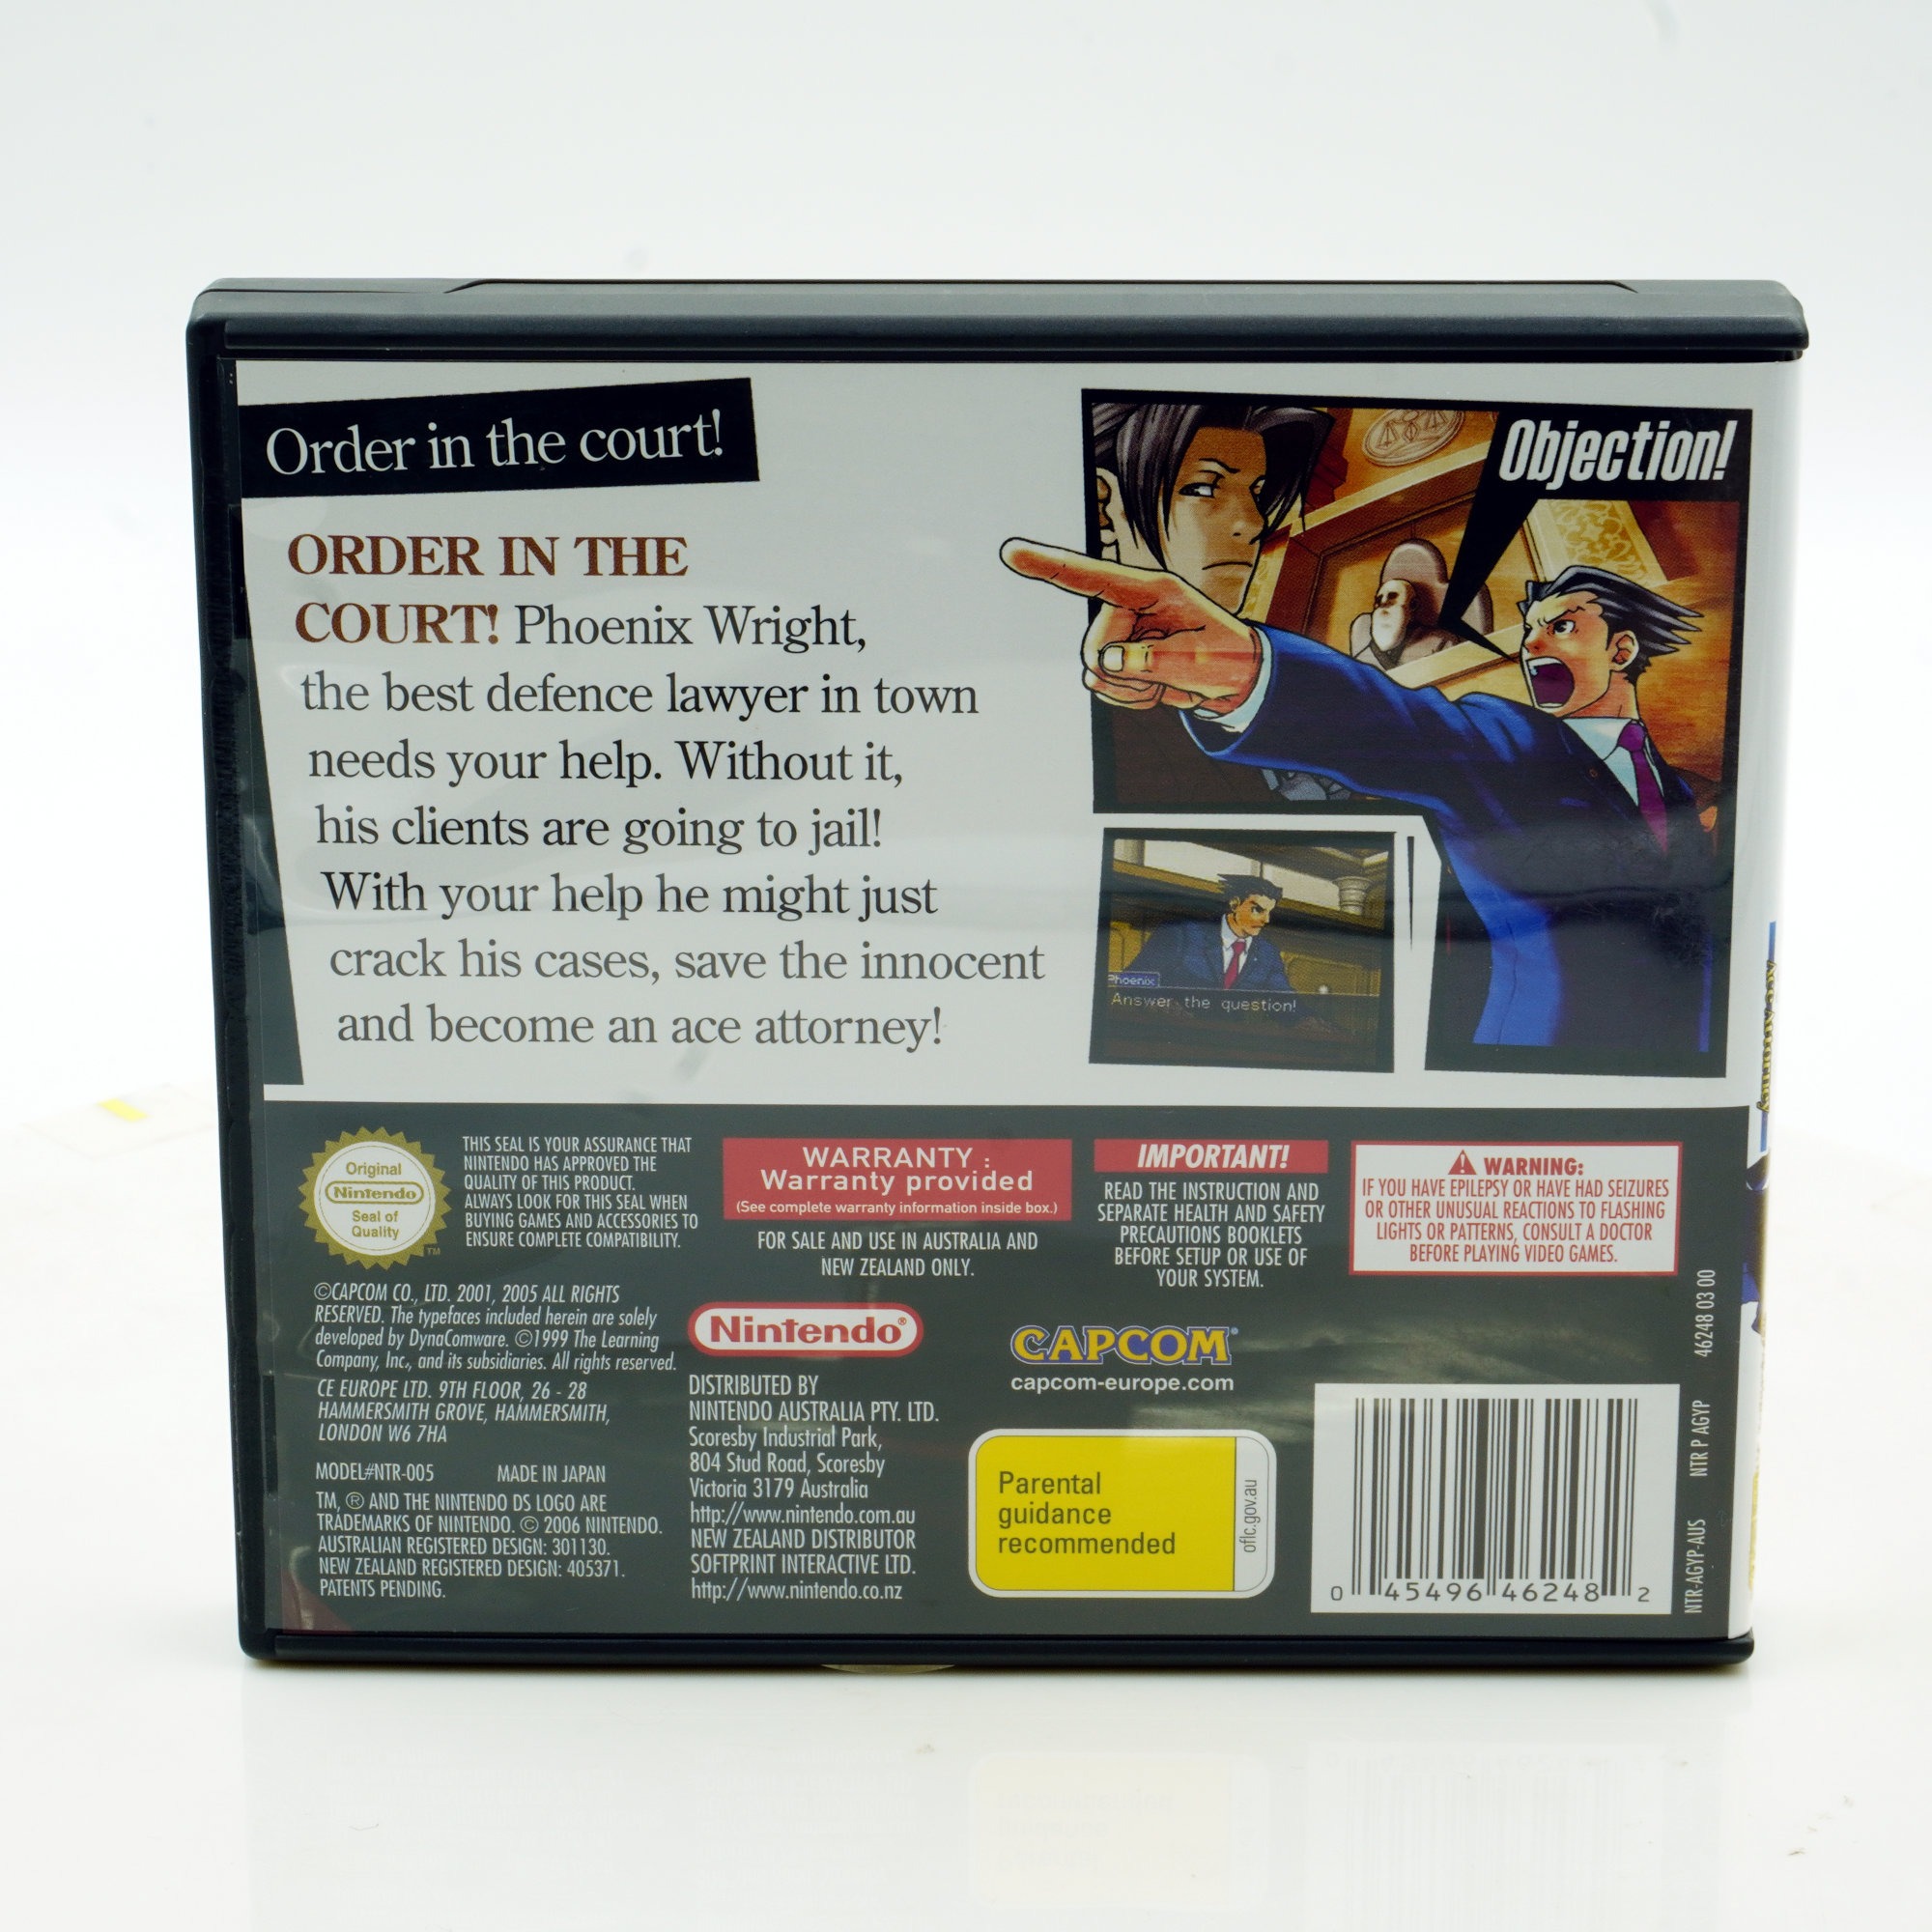 Order in the court!
ORDER IN THE
COURT! Phoenix Wright,
the best defence lawyer in town
needs your help. Without it,
his clients are going to jail!
With your help he might just
crack his cases, save the innocent
and become an ace attorney!
Objection!
Phoenix
Answer the question!
Ace Attorney
Original
Nintendo
Seal of
Quality
TM
THIS SEAL IS YOUR ASSURANCE THAT
NINTENDO HAS APPROVED THE
QUALITY OF THIS PRODUCT.
ALWAYS LOOK FOR THIS SEAL WHEN
BUYING GAMES AND ACCESSORIES TO
ENSURE COMPLETE COMPATIBILITY.
WARRANTY :
Warranty provided
(See complete warranty information inside box.)
FOR SALE AND USE IN AUSTRALIA AND
NEW ZEALAND ONLY.
IMPORTANT!
READ THE INSTRUCTION AND
SEPARATE HEALTH AND SAFETY
PRECAUTIONS BOOKLETS
BEFORE SETUP OR USE OF
YOUR SYSTEM.
WARNING:
IF YOU HAVE EPILEPSY OR HAVE HAD SEIZURES
OR OTHER UNUSUAL REACTIONS TO FLASHING
LIGHTS OR PATTERNS, CONSULT A DOCTOR
BEFORE PLAYING VIDEO GAMES.
©CAPCOM CO., LTD. 2001, 2005 ALL RIGHTS
RESERVED. The typefaces included herein are solely
developed by DynaComware. ©1999 The Learning
Company, Inc., and its subsidiaries. All rights reserved.
CE EUROPE LTD. 9TH FLOOR, 26 - 28
HAMMERSMITH GROVE, HAMMERSMITH,
LONDON W6 7HA
MODEL#NTR-005 MADE IN JAPAN
TM, ® AND THE NINTENDO DS LOGO ARE
TRADEMARKS OF NINTENDO. © 2006 NINTENDO.
AUSTRALIAN REGISTERED DESIGN: 301130.
NEW ZEALAND REGISTERED DESIGN: 405371.
PATENTS PENDING.
Nintendo®
DISTRIBUTED BY
NINTENDO AUSTRALIA PTY. LTD.
Scoresby Industrial Park,
804 Stud Road, Scoresby
Victoria 3179 Australia
http://www.nintendo.com.au
NEW ZEALAND DISTRIBUTOR
SOFTPRINT INTERACTIVE LTD.
http://www.nintendo.co.nz
CAPCOM®
capcom-europe.com
Parental
guidance
recommended
oflc.gov.au
0 45496 46248 2
NTR-AGYP-AUS NTR P AGYP 46248 03 00